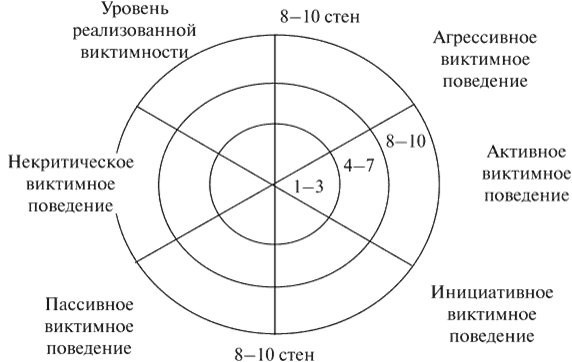 Уровень
реализованной
виктимности
8–10 стен
Агрессивное
виктимное
поведение
8–10
4–7
1–3
Некритическое
виктимное
поведение
Активное
виктимное
поведение
Пассивное
виктимное
поведение
Инициативное
виктимное
поведение
8–10 стен